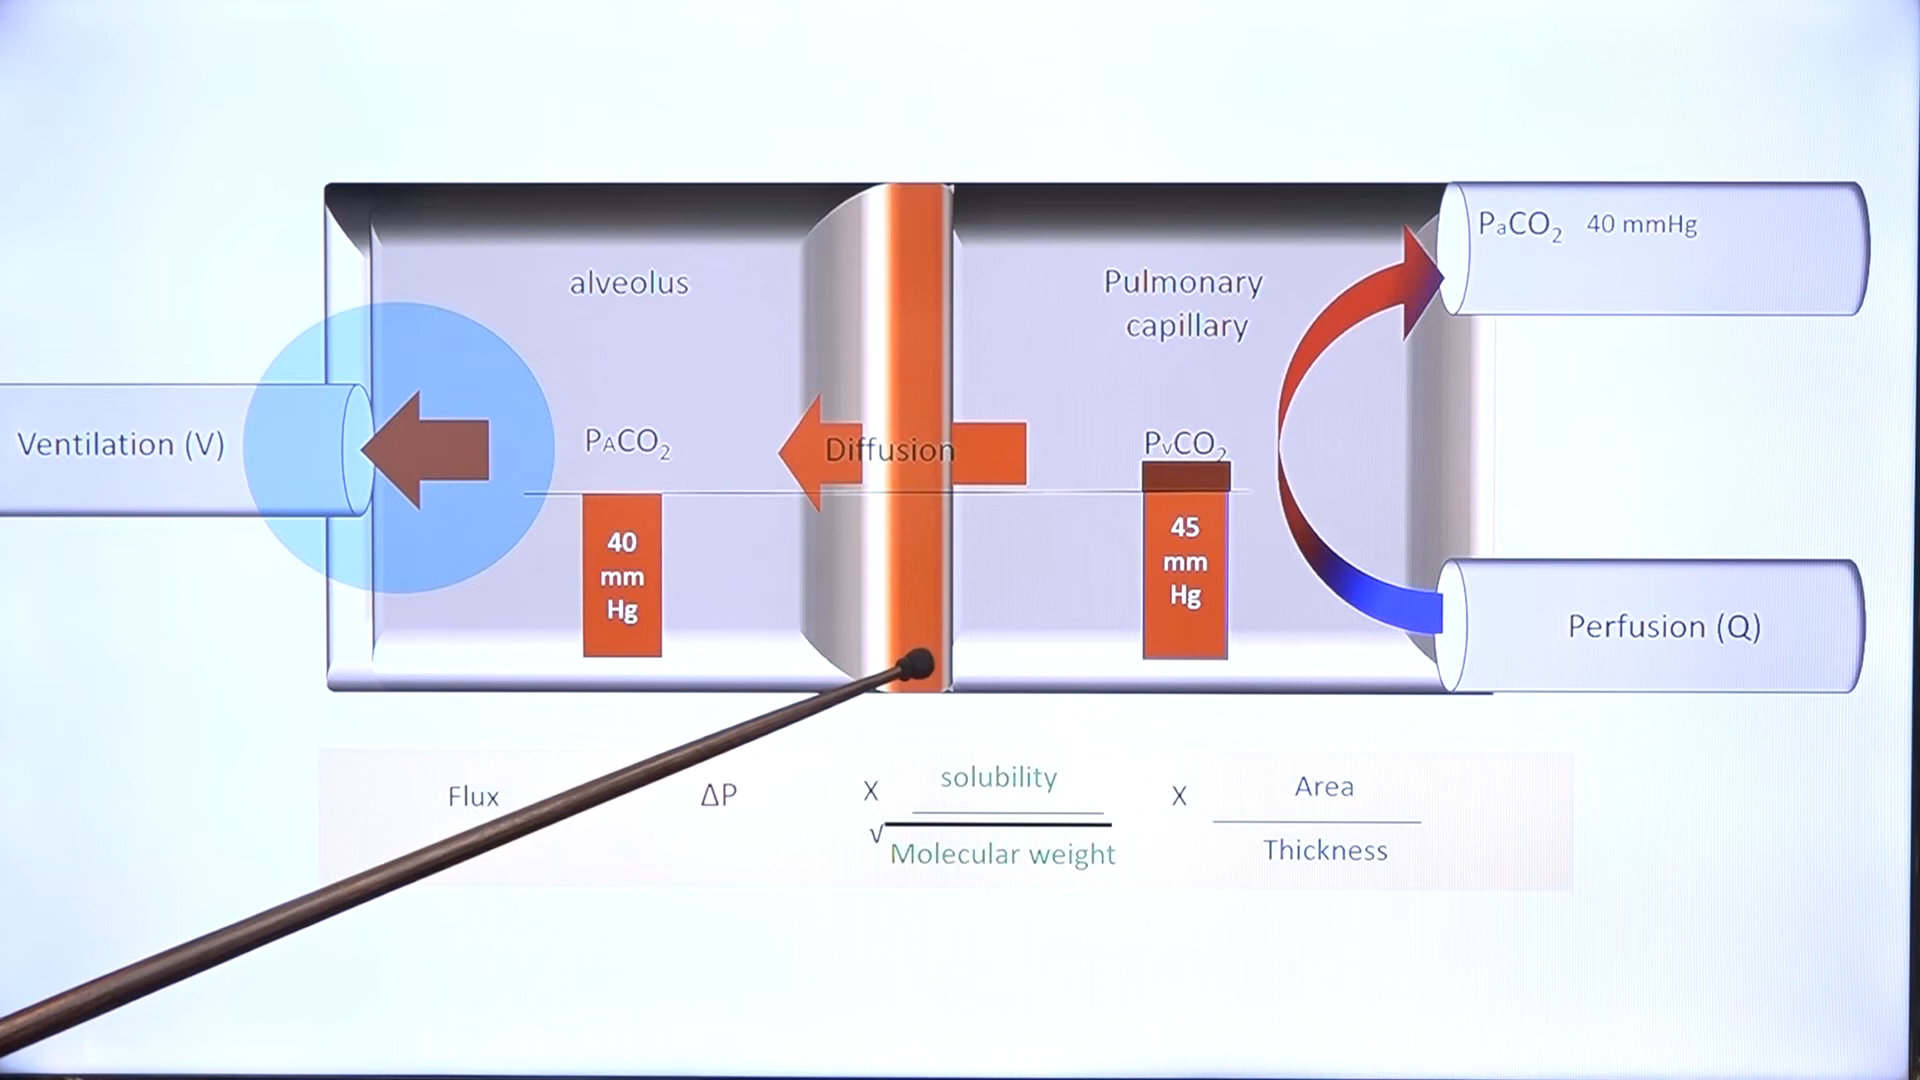 PaCO₂ 40 mmHg
alveolus
Pulmonary
capillary
Ventilation (V)
PACO₂
Diffusion
PvCO₂
40
mm
Hg
45
mm
Hg
Perfusion (Q)
Flux ΔP X solubility X Area
√ Molecular weight Thickness